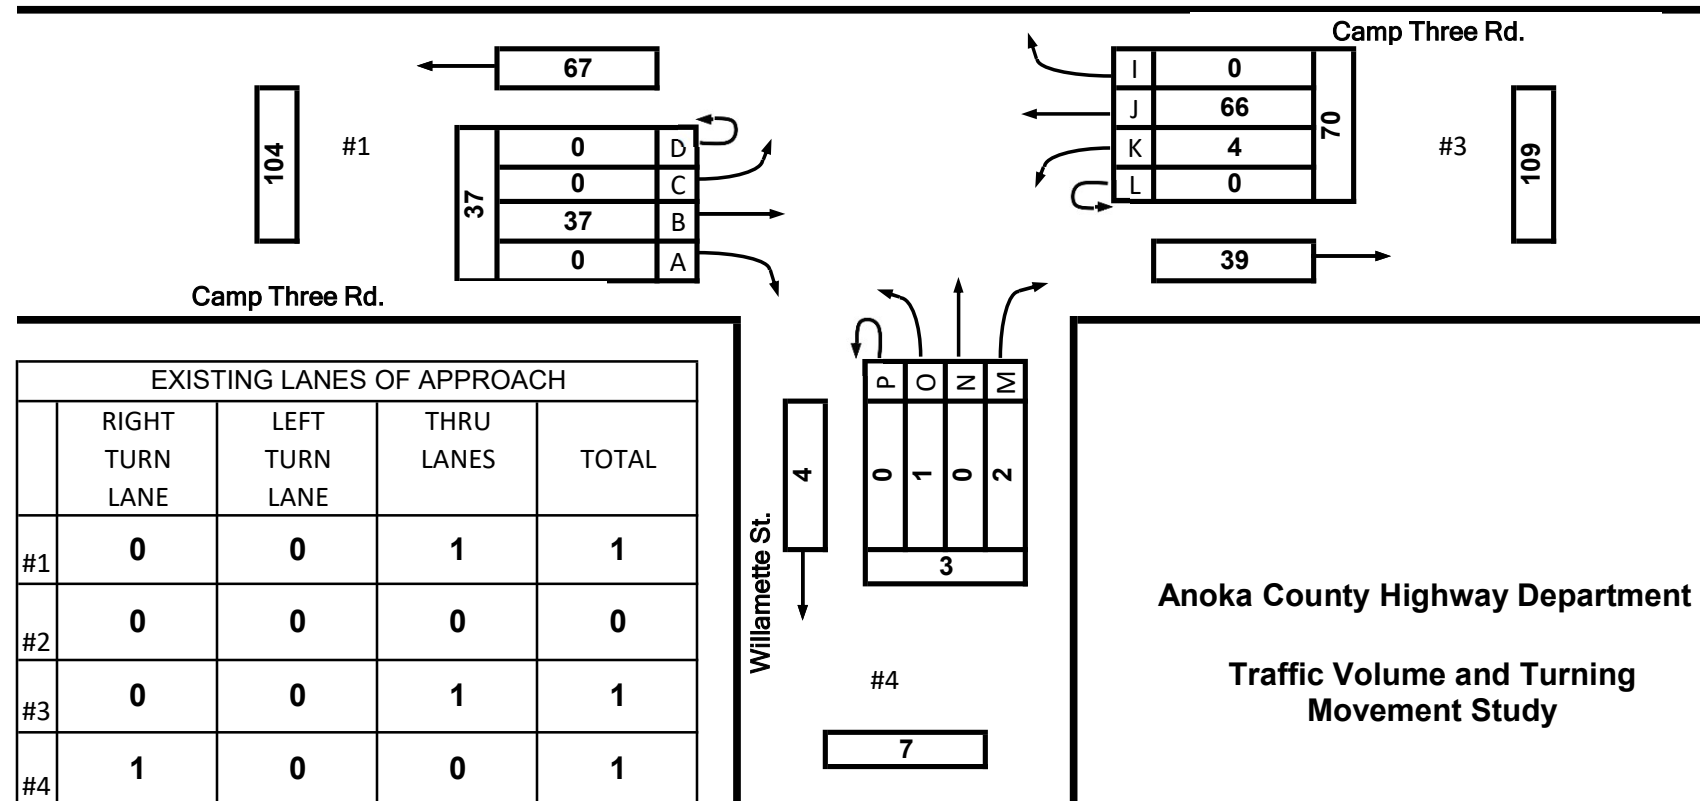 Camp Three Rd.
67
I 0
J 66
K 4
L 0
70
#3
109
104
#1
37
0 D
0 C
37 B
0 A
39
Camp Three Rd.
EXISTING LANES OF APPROACH
RIGHT TURN LANE
LEFT TURN LANE
THRU LANES
TOTAL
#1 0 0 1 1
#2 0 0 0 0
#3 0 0 1 1
#4 1 0 0 1
Willamette St.
4
P O N M
0 1 0 2
3
#4
7
Anoka County Highway Department
Traffic Volume and Turning
Movement Study